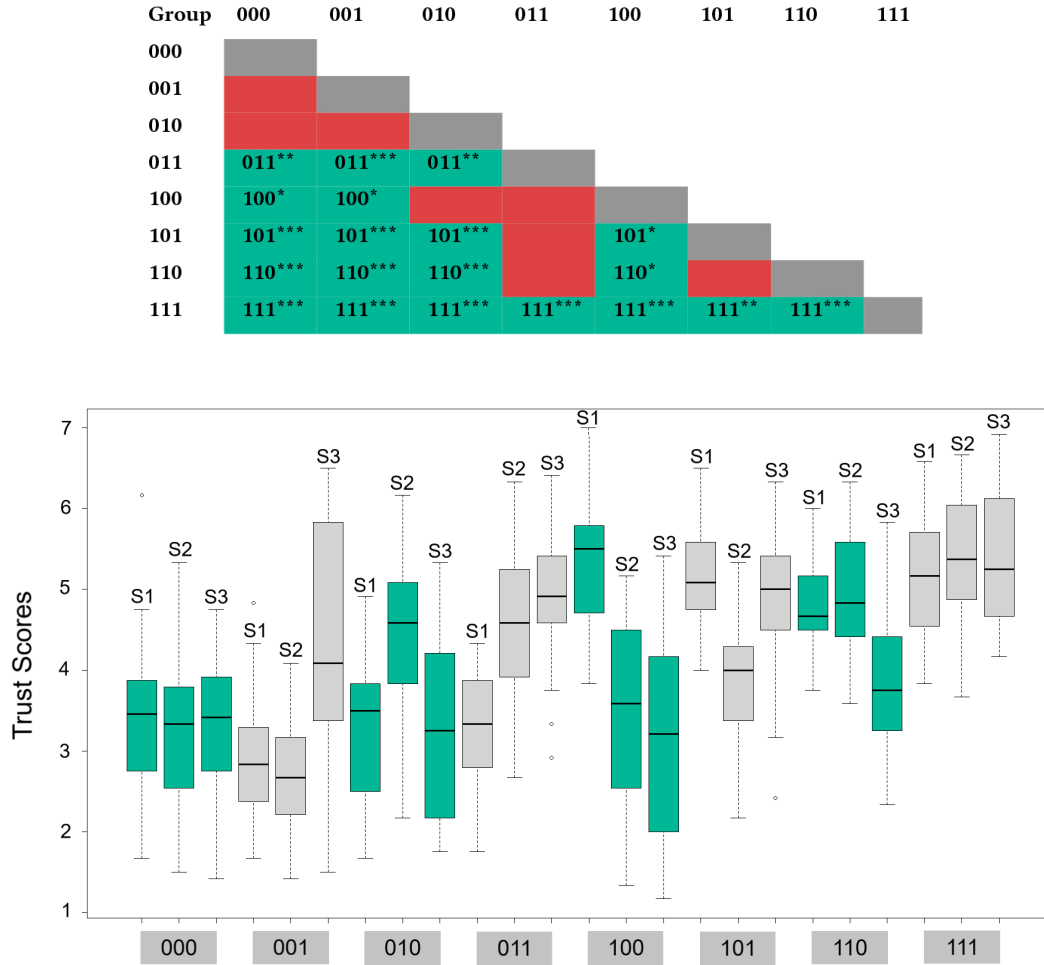 Group 000 001 010 011 100 101 110 111
000
001
010
011 011** 011*** 011**
100 100* 100*
101 101*** 101*** 101*** 101*
110 110*** 110*** 110*** 110*
111 111*** 111*** 111*** 111*** 111*** 111** 111***
Trust Scores
7
6
5
4
3
2
1
S1 S2 S3
S1 S2 S3
S1 S2 S3
S1 S2 S3
S1 S2 S3
S1 S2 S3
S1 S2 S3
S1 S2 S3
000 001 010 011 100 101 110 111